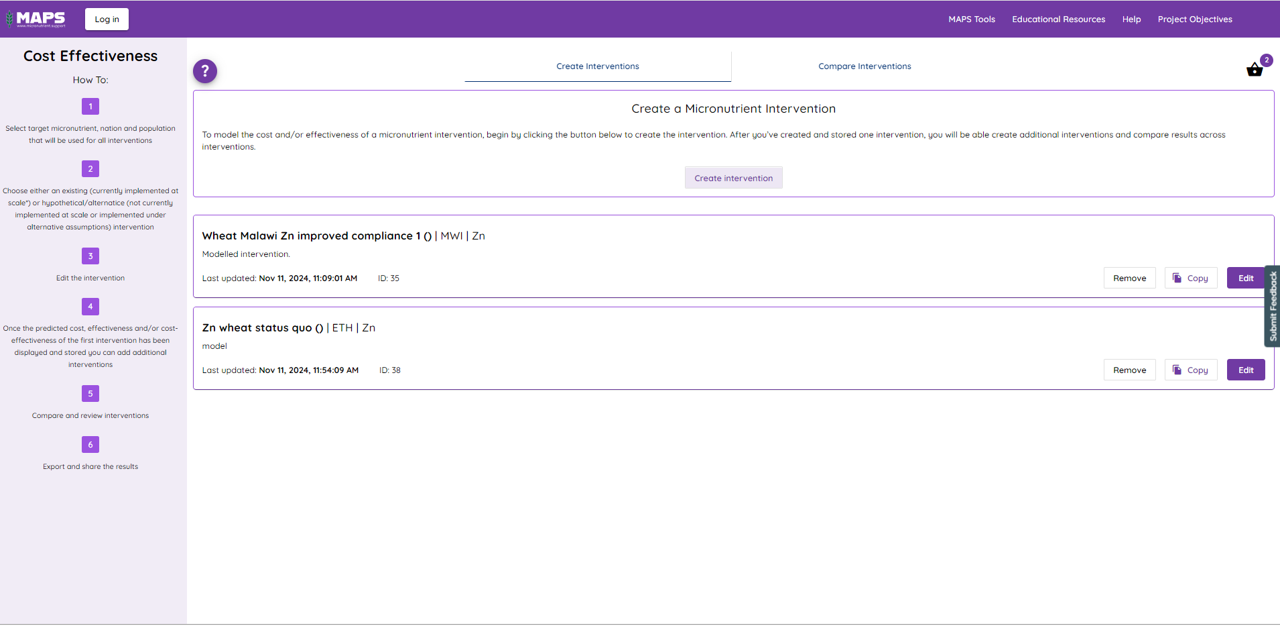 MAPS
www.micronutrient.support
Log in
MAPS Tools
Educational Resources
Help
Project Objectives
Cost Effectiveness
How To:
1
Select target micronutrient, nation and population
that will be used for all interventions
2
Choose either an existing (currently implemented at
scale*) or hypothetical/alternatice (not currently
implemented at scale or implemented under
alternative assumptions) intervention
3
Edit the intervention
4
Once the predicted cost, effectiveness and/or cost-
effectiveness of the first intervention has been
displayed and stored you can add additional
interventions
5
Compare and review interventions
6
Export and share the results
?
Create Interventions
Compare Interventions
2
Create a Micronutrient Intervention
To model the cost and/or effectiveness of a micronutrient intervention, begin by clicking the button below to create the intervention. After you've created and stored one intervention, you will be able create additional interventions and compare results across
interventions.
Create intervention
Wheat Malawi Zn improved compliance 1 () | MWI | Zn
Modelled intervention.
Last updated: Nov 11, 2024, 11:09:01 AM ID: 35
Remove
Copy
Edit
Zn wheat status quo () | ETH | Zn
model
Last updated: Nov 11, 2024, 11:54:09 AM ID: 38
Remove
Copy
Edit
Submit Feedback